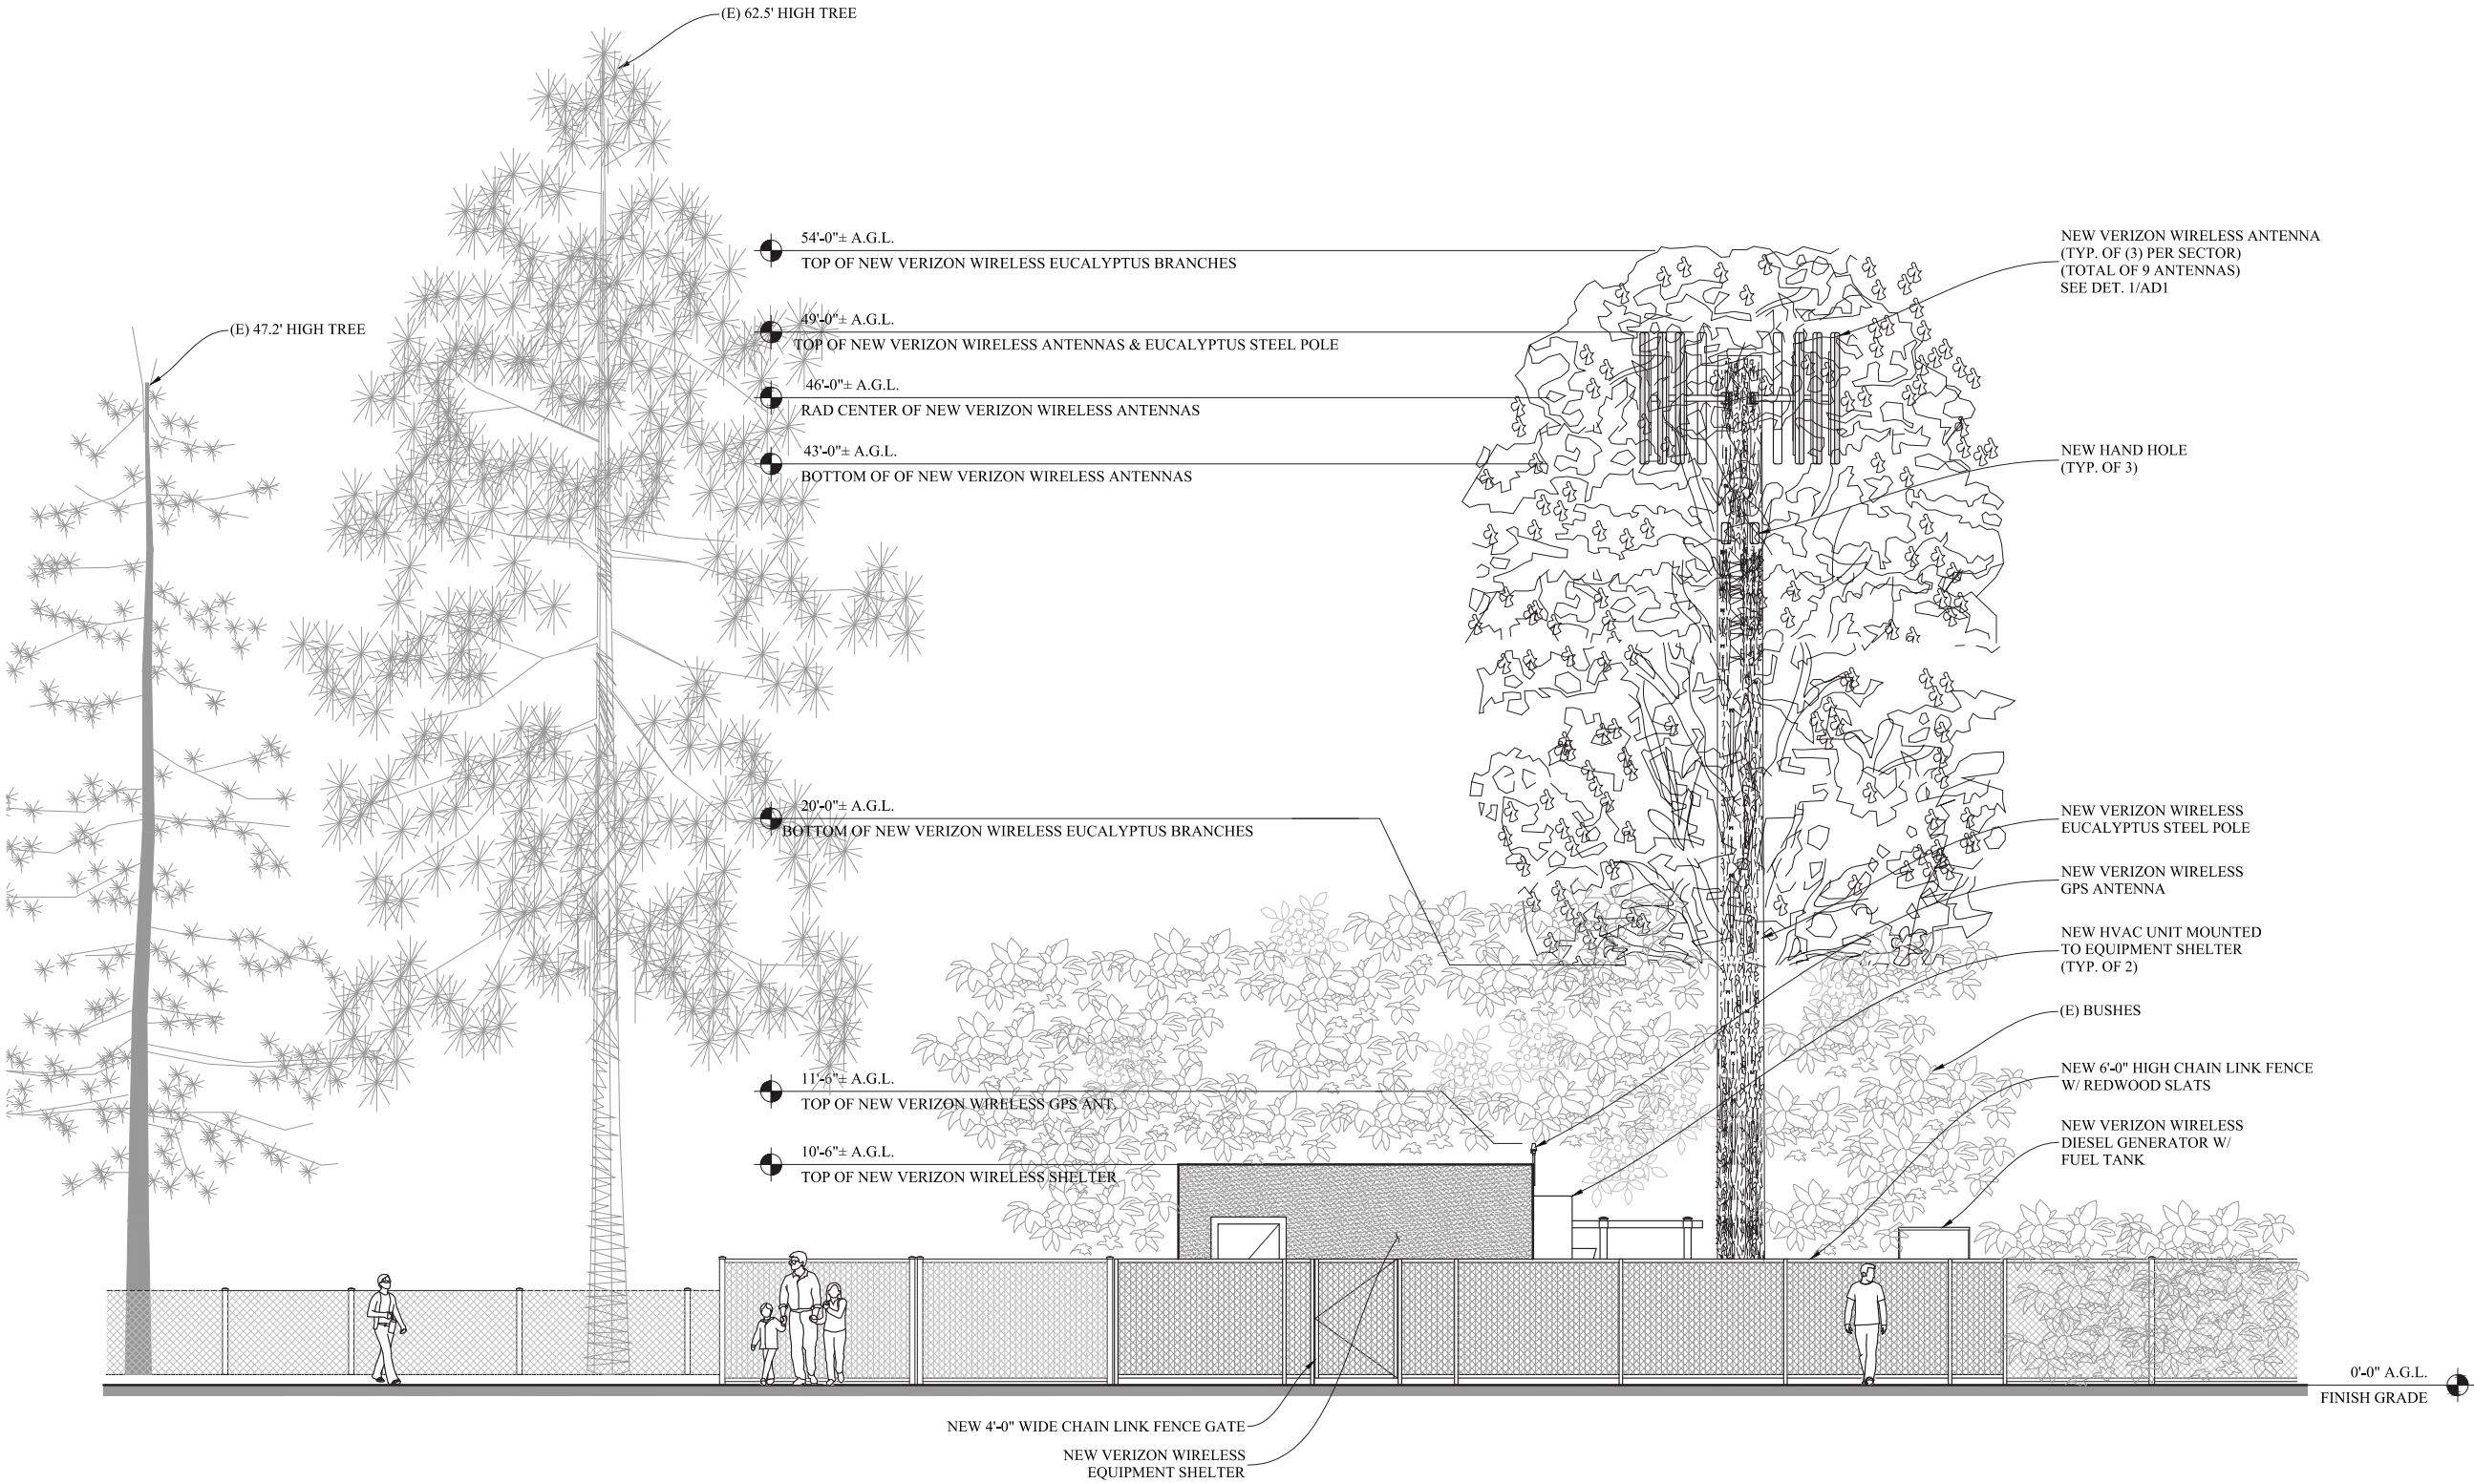 (E) 62.5' HIGH TREE
(E) 47.2' HIGH TREE
54'-0"± A.G.L.
TOP OF NEW VERIZON WIRELESS EUCALYPTUS BRANCHES
49'-0"± A.G.L.
TOP OF NEW VERIZON WIRELESS ANTENNAS & EUCALYPTUS STEEL POLE
46'-0"± A.G.L.
RAD CENTER OF NEW VERIZON WIRELESS ANTENNAS
43'-0"± A.G.L.
BOTTOM OF OF NEW VERIZON WIRELESS ANTENNAS
20'-0"± A.G.L.
BOTTOM OF NEW VERIZON WIRELESS EUCALYPTUS BRANCHES
11'-6"± A.G.L.
TOP OF NEW VERIZON WIRELESS GPS ANT.
10'-6"± A.G.L.
TOP OF NEW VERIZON WIRELESS SHELTER
NEW VERIZON WIRELESS ANTENNA
(TYP. OF (3) PER SECTOR)
(TOTAL OF 9 ANTENNAS)
SEE DET. 1/AD1
NEW HAND HOLE
(TYP. OF 3)
NEW VERIZON WIRELESS
EUCALYPTUS STEEL POLE
NEW VERIZON WIRELESS
GPS ANTENNA
NEW HVAC UNIT MOUNTED
TO EQUIPMENT SHELTER
(TYP. OF 2)
(E) BUSHES
NEW 6'-0" HIGH CHAIN LINK FENCE
W/ REDWOOD SLATS
NEW VERIZON WIRELESS
DIESEL GENERATOR W/
FUEL TANK
0'-0" A.G.L.
FINISH GRADE
NEW 4'-0" WIDE CHAIN LINK FENCE GATE
NEW VERIZON WIRELESS
EQUIPMENT SHELTER